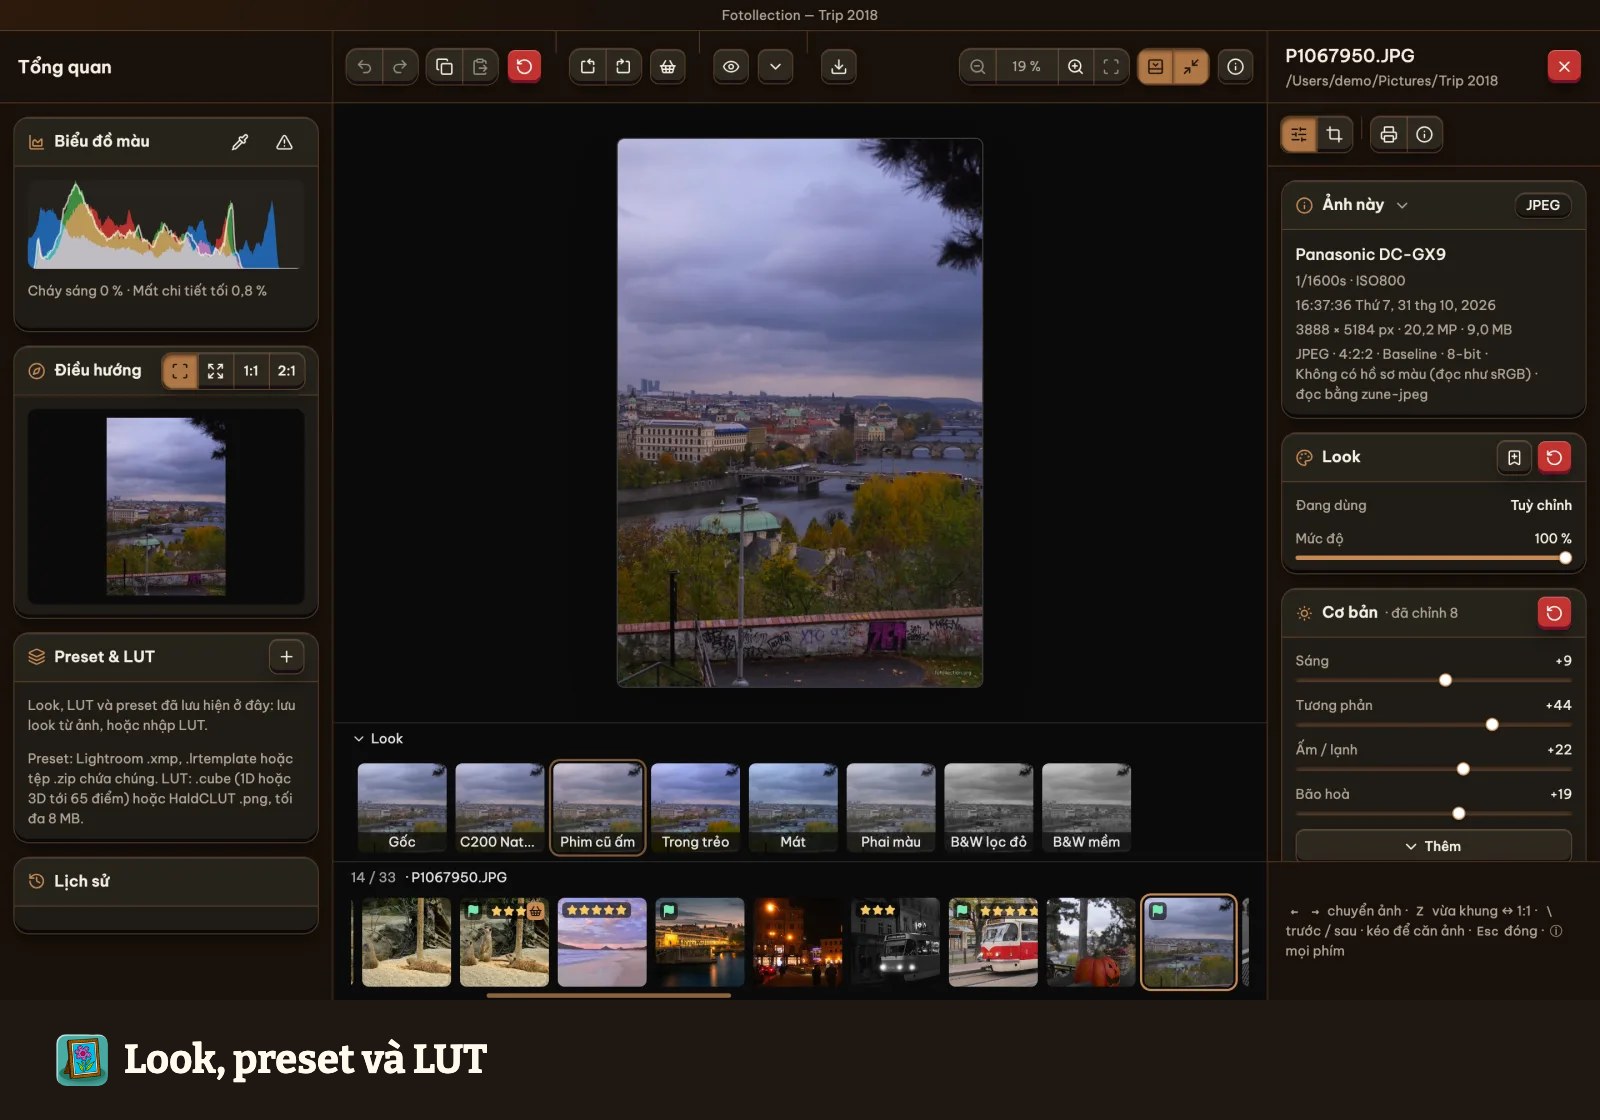 Fotollection — Trip 2018
Tổng quan
19 %
P1067950.JPG
/Users/demo/Pictures/Trip 2018
Biểu đồ màu
Cháy sáng 0 % · Mất chi tiết tối 0,8 %
Điều hướng
1:1
2:1
Preset & LUT
Look, LUT và preset đã lưu hiện ở đây: lưu
look từ ảnh, hoặc nhập LUT.
Preset: Lightroom .xmp, .lrtemplate hoặc
tệp .zip chứa chúng. LUT: .cube (1D hoặc
3D tới 65 điểm) hoặc HaldCLUT .png, tối
đa 8 MB.
Lịch sử
Look
Gốc
C200 Nat...
Phim cũ ấm
Trong trẻo
Mát
Phai màu
B&W lọc đỏ
B&W mềm
14 / 33 · P1067950.JPG
Ảnh này
JPEG
Panasonic DC-GX9
1/1600s · ISO800
16:37:36 Thứ 7, 31 thg 10, 2026
3888 × 5184 px · 20,2 MP · 9,0 MB
JPEG · 4:2:2 · Baseline · 8-bit ·
Không có hồ sơ màu (đọc như sRGB) ·
đọc bằng zune-jpeg
Look
Đang dùng
Tuỳ chỉnh
Mức độ
100 %
Cơ bản · đã chỉnh 8
Sáng
+9
Tương phản
+44
Ấm / lạnh
+22
Bão hoà
+19
Thêm
← → chuyển ảnh · Z vừa khung ↔ 1:1 · \
trước / sau · kéo để căn ảnh · Esc đóng · ⓘ
mọi phím
Look, preset và LUT